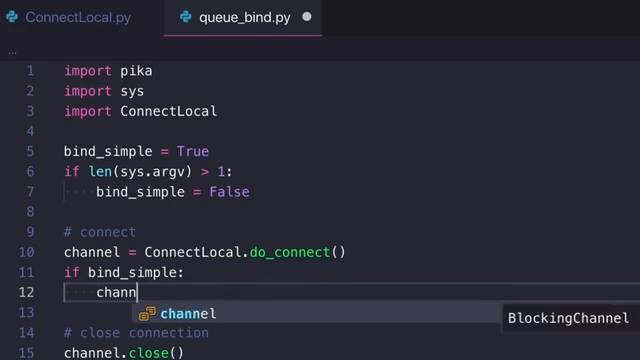 ConnectLocal.py queue_bind.py
...
1 import pika
2 import sys
3 import ConnectLocal
4
5 bind_simple = True
6 if len(sys.argv) > 1:
7 bind_simple = False
8
9 # connect
10 channel = ConnectLocal.do_connect()
11 if bind_simple:
12 chann
13 channel BlockingChannel
14 # close connection
15 channel.close()